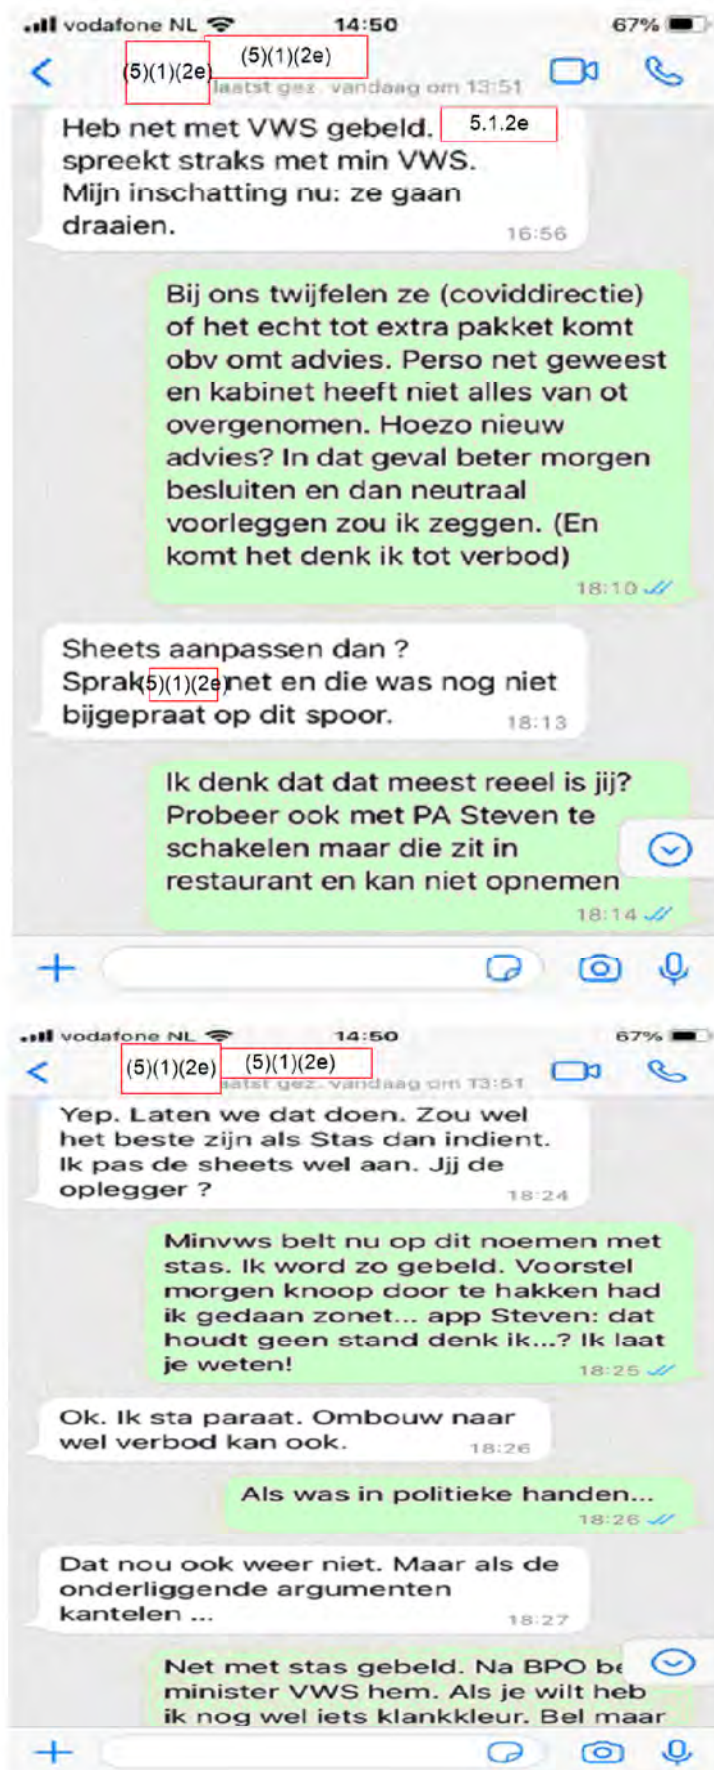 vodafone NL 14:50 67%
(5)(1)(2e) (5)(1)(2e)
laatst gez. vandaag om 13:51
Heb net met VWS gebeld. 5.1.2e
spreekt straks met min VWS.
Mijn inschatting nu: ze gaan
draaien.
16:56
Bij ons twijfelen ze (coviddirectie)
of het echt tot extra pakket komt
obv omt advies. Perso net geweest
en kabinet heeft niet alles van ot
overgenomen. Hoezo nieuw
advies? In dat geval beter morgen
besluiten en dan neutraal
voorleggen zou ik zeggen. (En
komt het denk ik tot verbod)
18:10
Sheets aanpassen dan ?
Sprak (5)(1)(2e) net en die was nog niet
bijgepraat op dit spoor.
18:13
Ik denk dat dat meest reeel is jij?
Probeer ook met PA Steven te
schakelen maar die zit in
restaurant en kan niet opnemen
18:14
vodafone NL 14:50 67%
(5)(1)(2e) (5)(1)(2e)
laatst gez. vandaag om 13:51
Yep. Laten we dat doen. Zou wel
het beste zijn als Stas dan indient.
Ik pas de sheets wel aan. Jij de
oplegger ?
18:24
Minvws belt nu op dit noemen met
stas. Ik word zo gebeld. Voorstel
morgen knoop door te hakken had
ik gedaan zonet... app Steven: dat
houdt geen stand denk ik...? Ik laat
je weten!
18:25
Ok. Ik sta paraat. Ombouw naar
wel verbod kan ook.
18:26
Als was in politieke handen...
18:26
Dat nou ook weer niet. Maar als de
onderliggende argumenten
kantelen ...
18:27
Net met stas gebeld. Na BPO be
minister VWS hem. Als je wilt heb
ik nog wel iets klankkleur. Bel maar